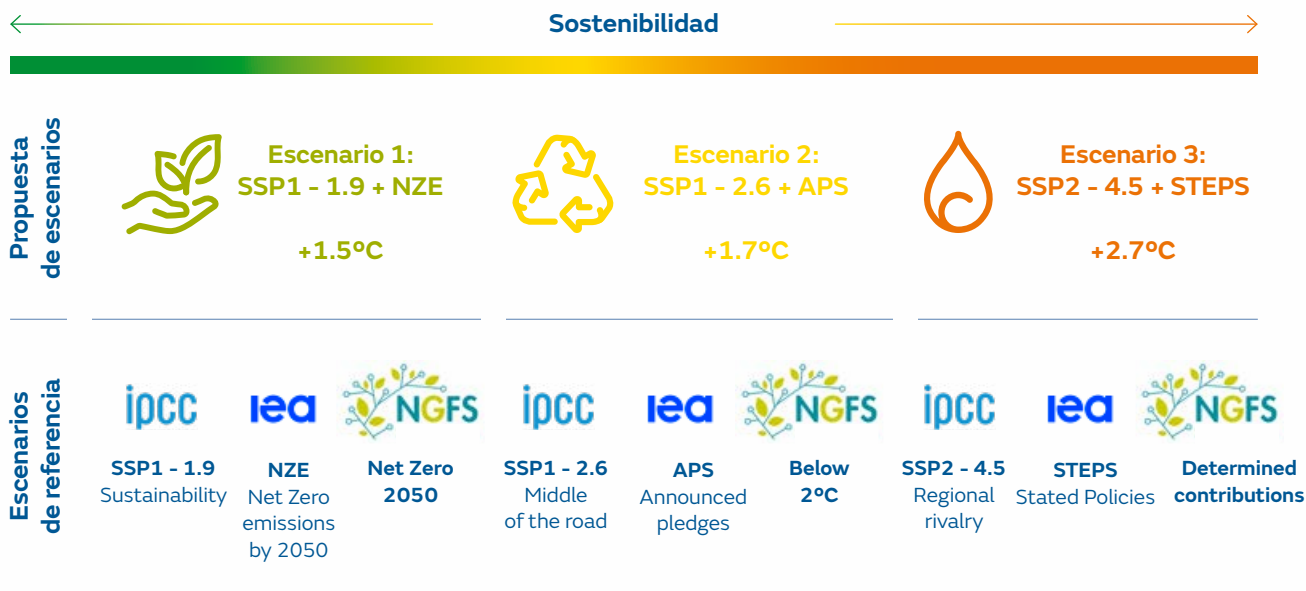 Sostenibilidad
Propuesta
de escenarios
Escenario 1:
SSP1 - 1.9 + NZE
+1.5ºC
Escenario 2:
SSP1 - 2.6 + APS
+1.7ºC
Escenario 3:
SSP2 - 4.5 + STEPS
+2.7ºC
Escenarios
de referencia
ipcc
SSP1 - 1.9
Sustainability
iea
NZE
Net Zero
emissions
by 2050
NGFS
Net Zero
2050
ipcc
SSP1 - 2.6
Middle
of the road
iea
APS
Announced
pledges
NGFS
Below
2ºC
ipcc
SSP2 - 4.5
Regional
rivalry
iea
STEPS
Stated Policies
NGFS
Determined
contributions